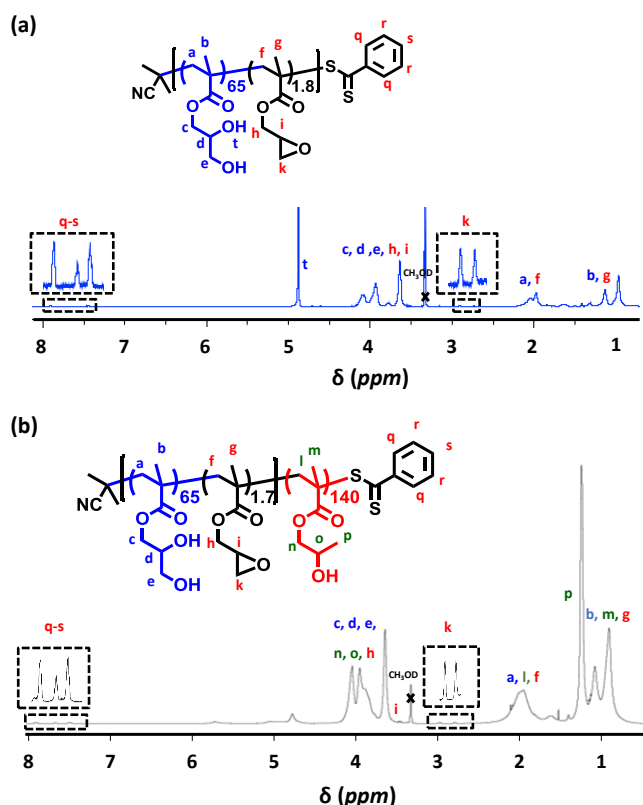 (a)
a
b
f
g
q
r
s
r
q
NC
65
1.8
S
S
O
O
O
O
c
d
OH
t
e
OH
h
i
O
k
q-s
t
c, d ,e, h, i
CH₃OD
k
a, f
b, g
8
7
6
5
4
3
2
1
δ (ppm)
(b)
a
b
f
g
l
m
q
r
s
r
q
NC
65
1.7
140
S
S
O
O
O
O
O
O
c
d
OH
e
OH
h
i
O
k
n
o
p
OH
q-s
c, d, e,
n, o, h
i
CH₃OD
k
a, l, f
p
b, m, g
8
7
6
5
4
3
2
1
δ (ppm)